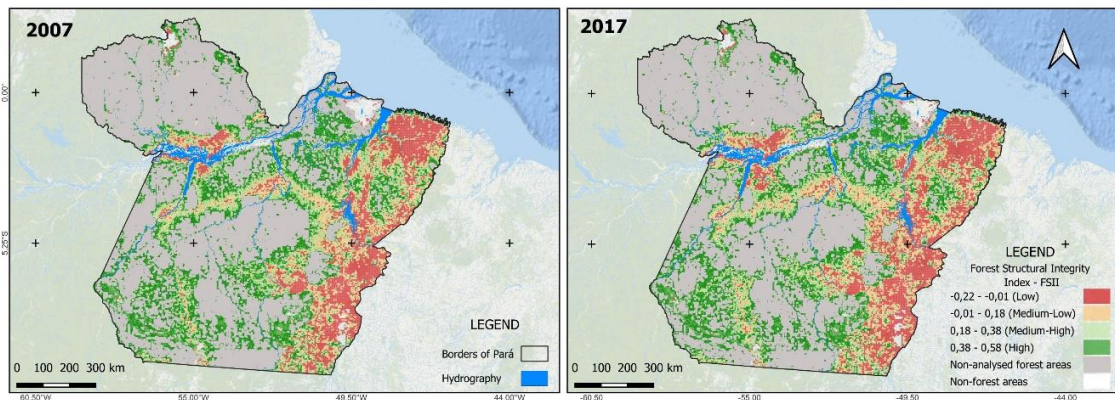 2007
0.00°
5.25°S
LEGEND
Borders of Pará
Hydrography
0 100 200 300 km
60.50°W 55.00°W 49.50°W 44.00°W
2017
LEGEND
Forest Structural Integrity
Index - FSII
-0,22 - -0,01 (Low)
-0,01 - 0,18 (Medium-Low)
0,18 - 0,38 (Medium-High)
0,38 - 0,58 (High)
Non-analysed forest areas
Non-forest areas
0 100 200 300 km
-60.50 -55.00 -49.50 -44.00